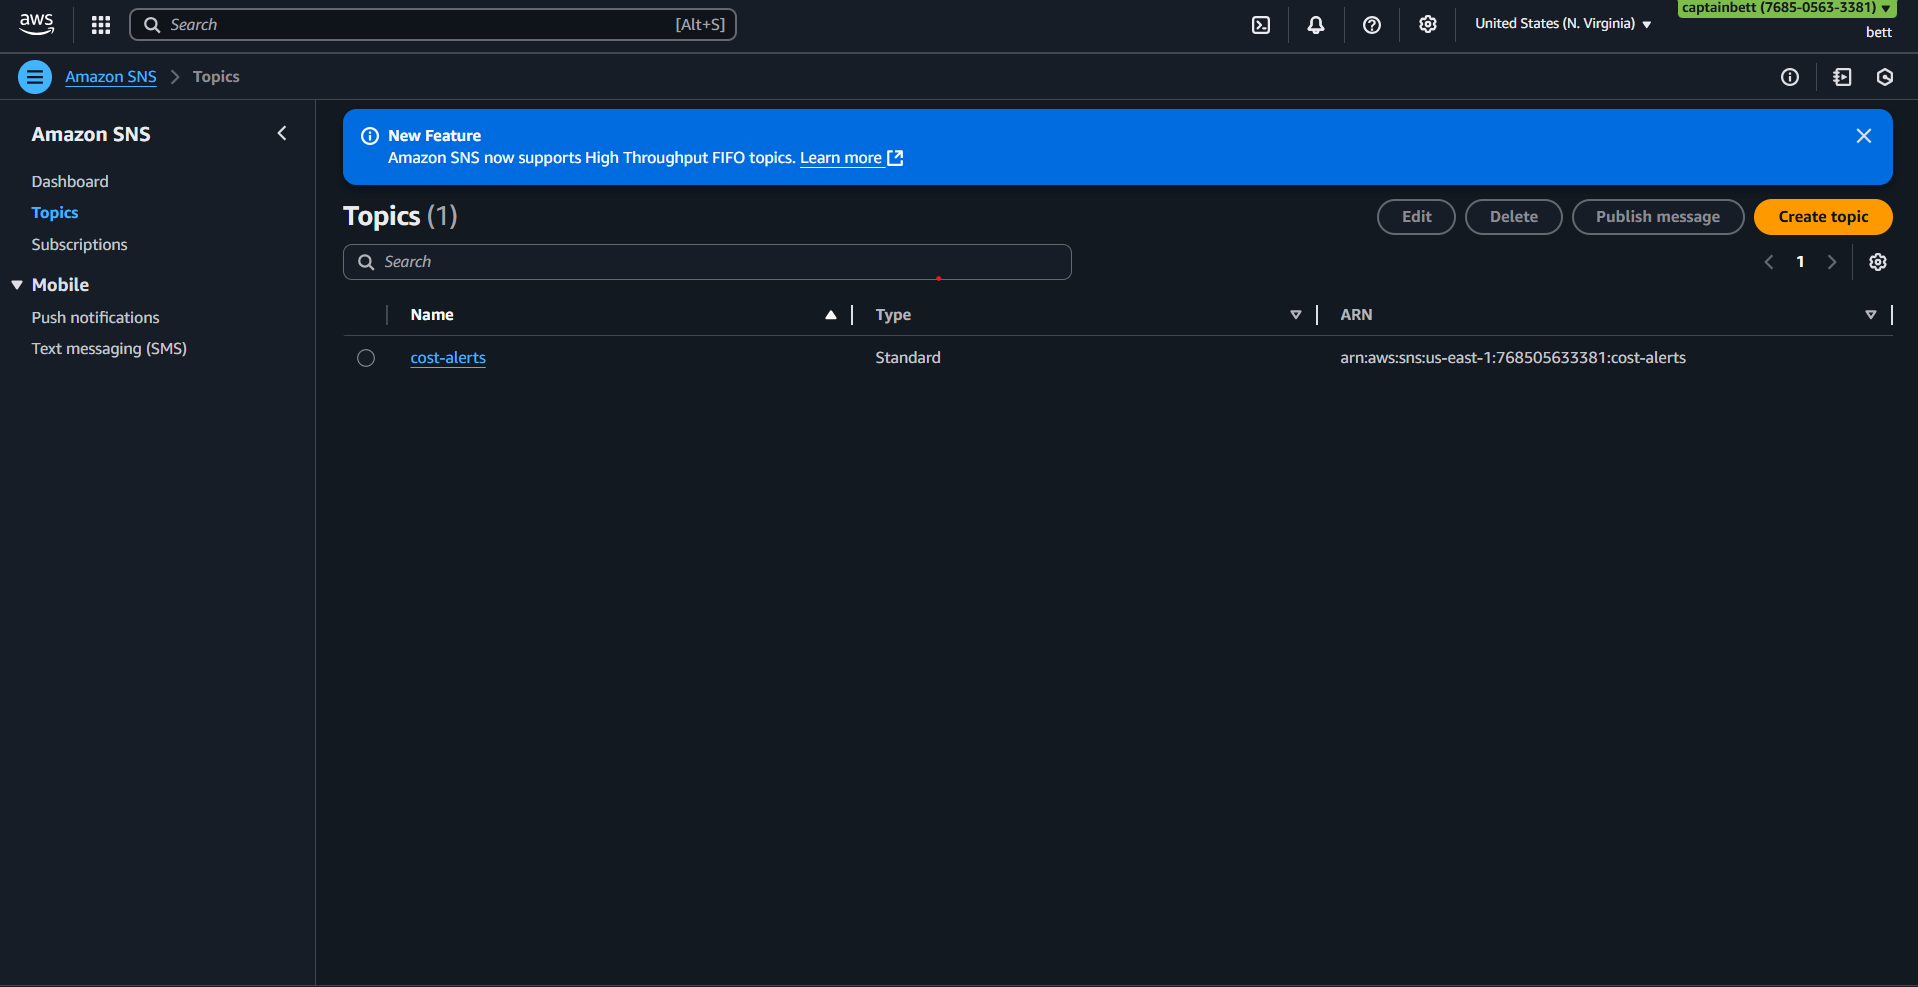 aws
Search [Alt+S]
United States (N. Virginia)
captainbett (7685-0563-3381)
bett
Amazon SNS
Topics
Amazon SNS
Dashboard
Topics
Subscriptions
Mobile
Push notifications
Text messaging (SMS)
New Feature
Amazon SNS now supports High Throughput FIFO topics. Learn more
Topics (1)
Edit
Delete
Publish message
Create topic
Search
1
Name Type ARN
cost-alerts Standard arn:aws:sns:us-east-1:768505633381:cost-alerts